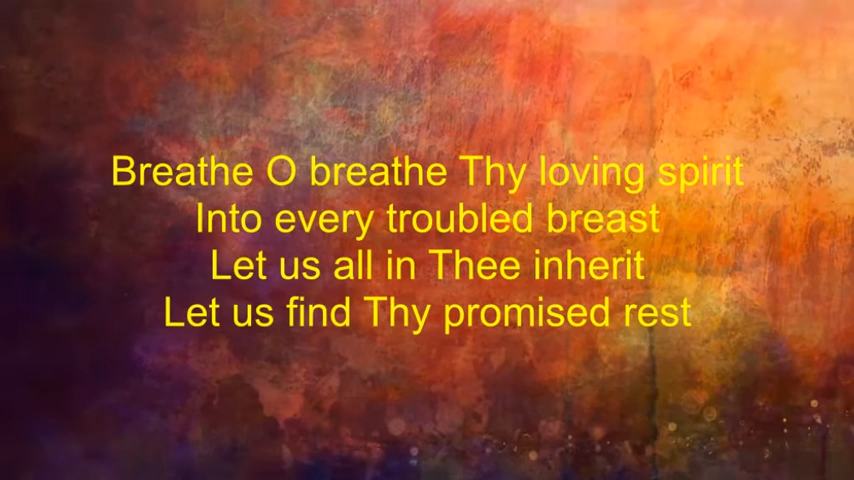 Breathe O breathe Thy loving spirit
Into every troubled breast
Let us all in Thee inherit
Let us find Thy promised rest